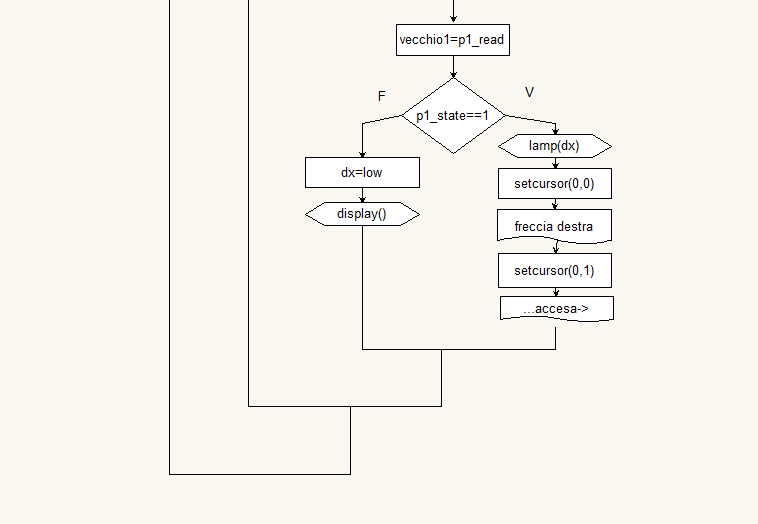 vecchio1=p1_read
F
V
p1_state==1
lamp(dx)
dx=low
setcursor(0,0)
display()
freccia destra
setcursor(0,1)
...accesa->